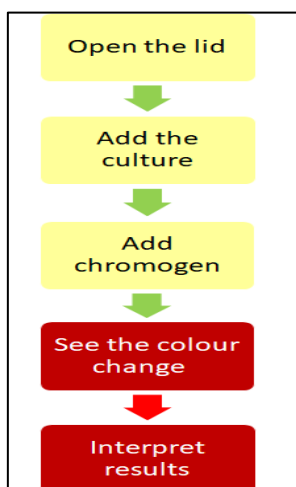 Open the lid
Add the
culture
Add
chromogen
See the colour
change
Interpret
results